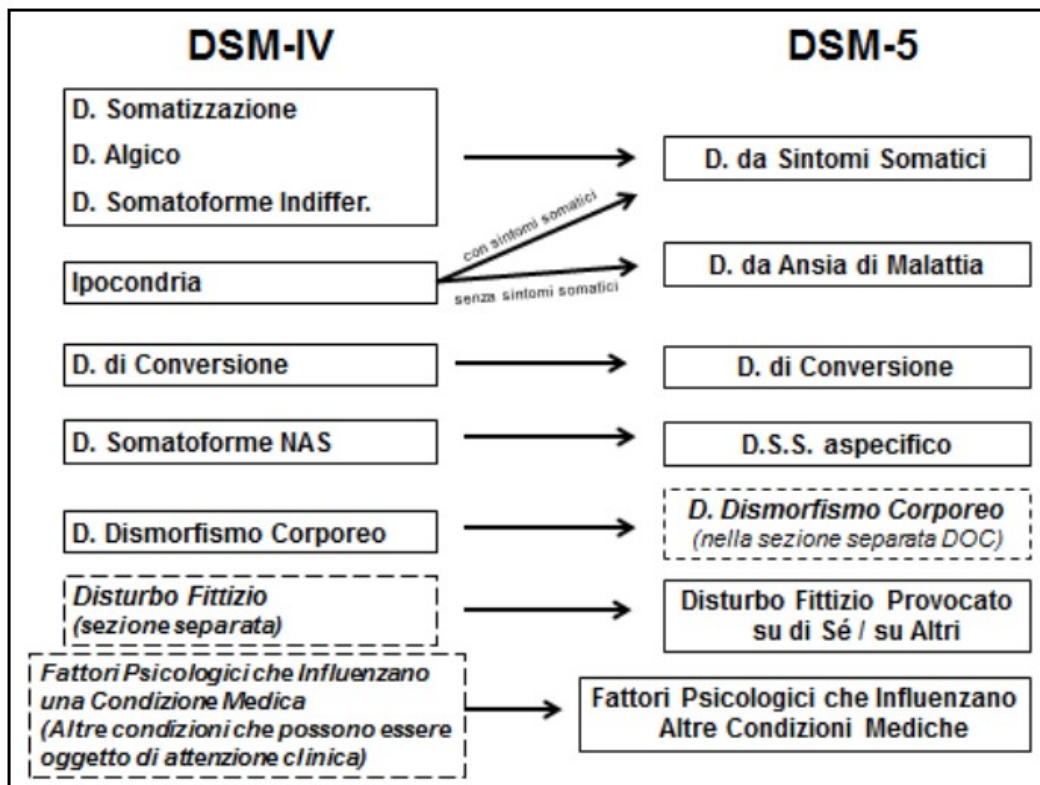 DSM-IV
DSM-5
D. Somatizzazione
D. Algico
D. Somatoforme Indiffer.
D. da Sintomi Somatici
con sintomi somatici
Ipocondria
senza sintomi somatici
D. da Ansia di Malattia
D. di Conversione
D. di Conversione
D. Somatoforme NAS
D.S.S. aspecifico
D. Dismorfismo Corporeo
D. Dismorfismo Corporeo
(nella sezione separata DOC)
Disturbo Fittizio
(sezione separata)
Disturbo Fittizio Provocato
su di Sé / su Altri
Fattori Psicologici che Influenzano
una Condizione Medica
(Altre condizioni che possono essere
oggetto di attenzione clinica)
Fattori Psicologici che Influenzano
Altre Condizioni Mediche